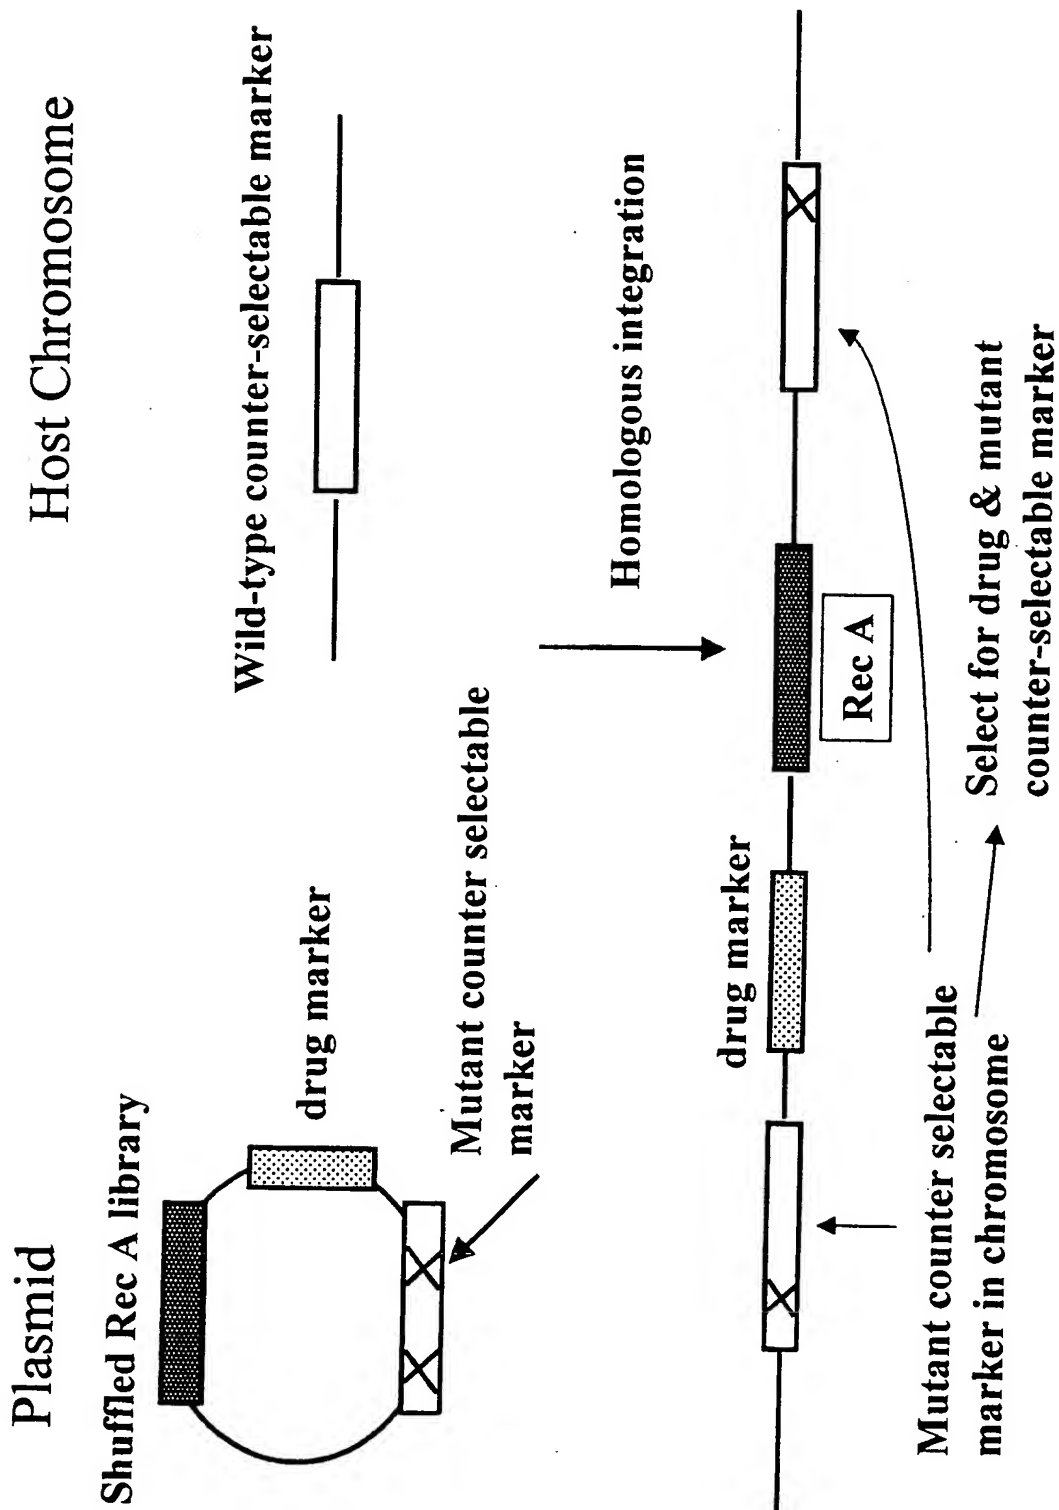 Plasmid
Host Chromosome
Shuffled Rec A library
Wild-type counter-selectable marker
drug marker
Mutant counter selectable
marker
Homologous integration
drug marker
Rec A
Mutant counter selectable
marker in chromosome
Select for drug & mutant
counter-selectable marker